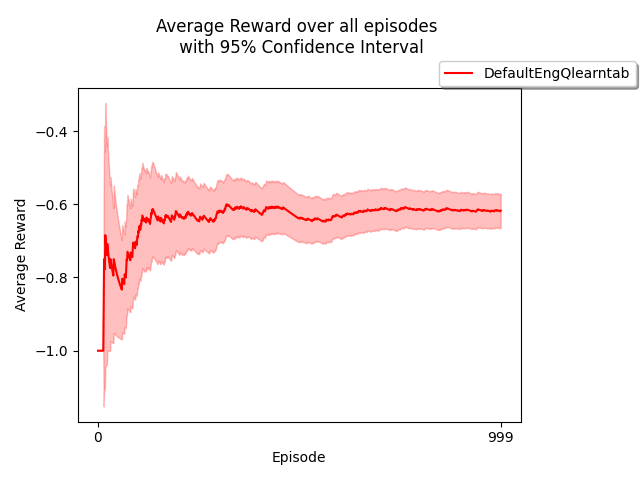 Average Reward over all episodes
with 95% Confidence Interval
DefaultEngQlearntab
−0.4
−0.6
−0.8
−1.0
Average Reward
0
999
Episode